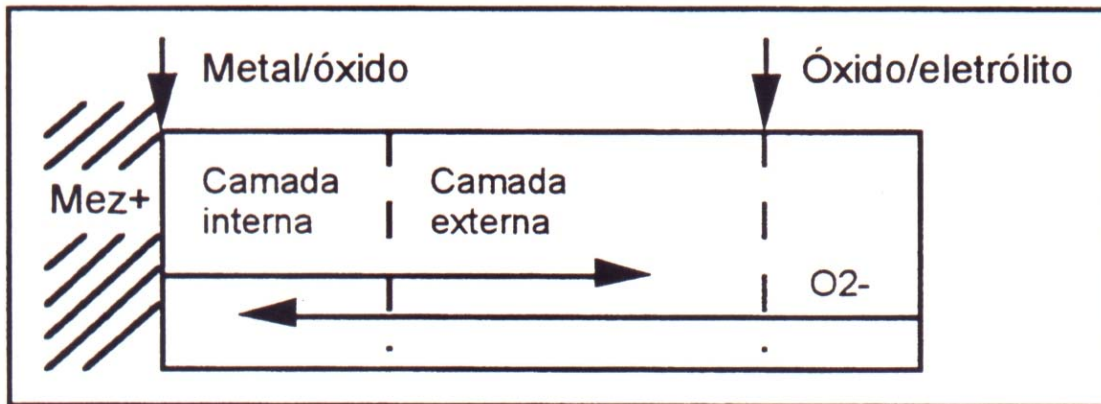 Metal/óxido
Óxido/eletrólito
Mez+
Camada
interna
Camada
externa
O2-